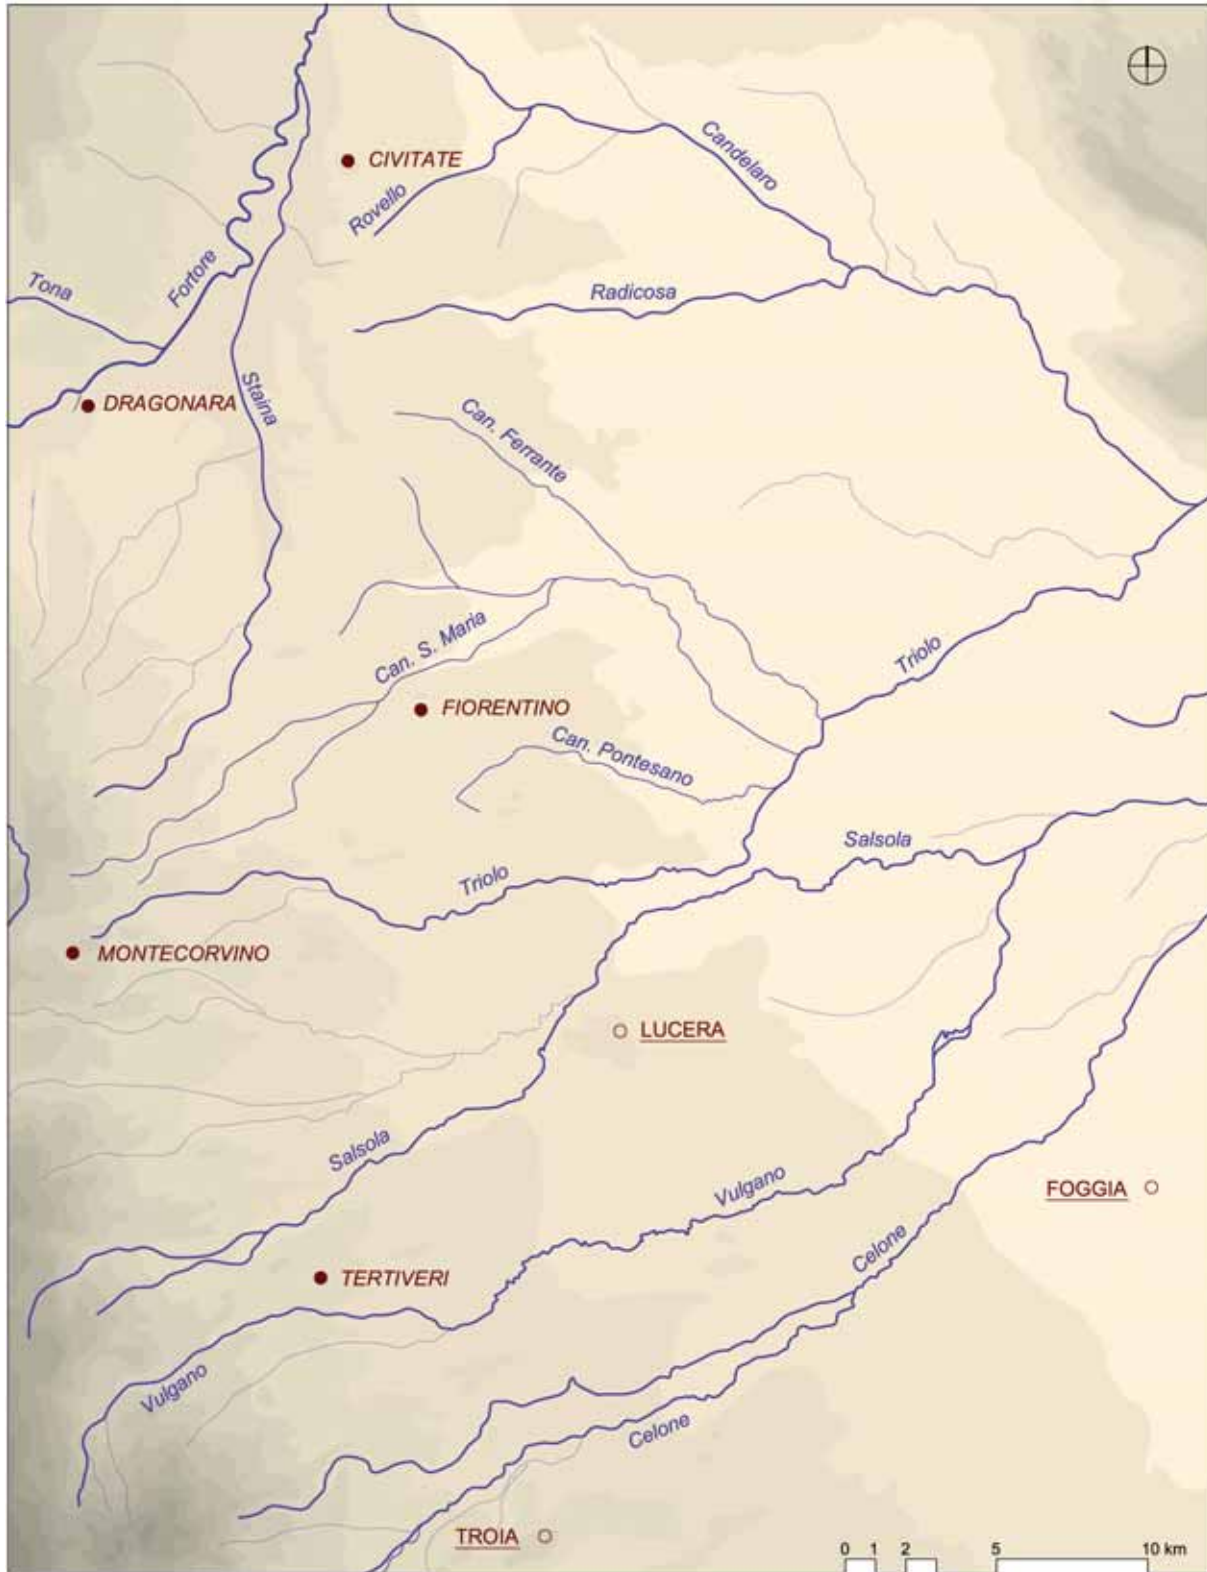 CIVITATE
Candelaro
Rovello
Fortore
Tona
Radicosa
Staina
DRAGONARA
Can. Ferrante
Can. S. Maria
Triolo
FIORENTINO
Can. Pontesano
Salsola
Triolo
MONTECORVINO
LUCERA
Salsola
Vulgano
FOGGIA
Celone
TERTIVERI
Vulgano
Celone
TROIA
0 1 2 5 10 km